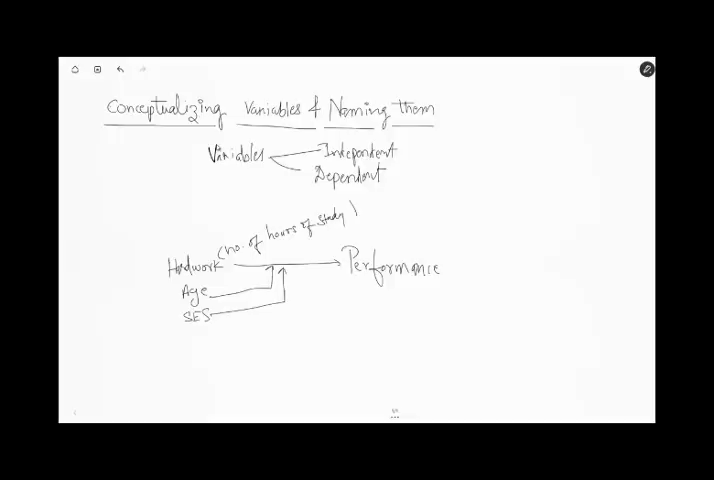 Conceptualizing Variables & Naming them
Variables
Independent
Dependent
(no. of hours of study)
Hardwork
Performance
Age
SES